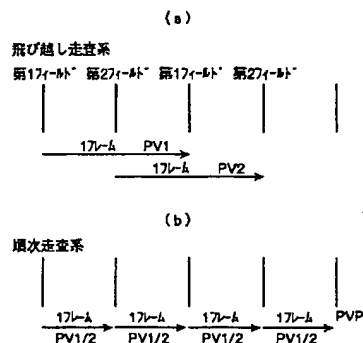 (a)
飛び越し走査系
第1フィールド 第2フィールド 第1フィールド 第2フィールド
1フレーム PV1
1フレーム PV2
(b)
順次走査系
1フレーム 1フレーム 1フレーム 1フレーム PVP
PV1/2 PV1/2 PV1/2 PV1/2